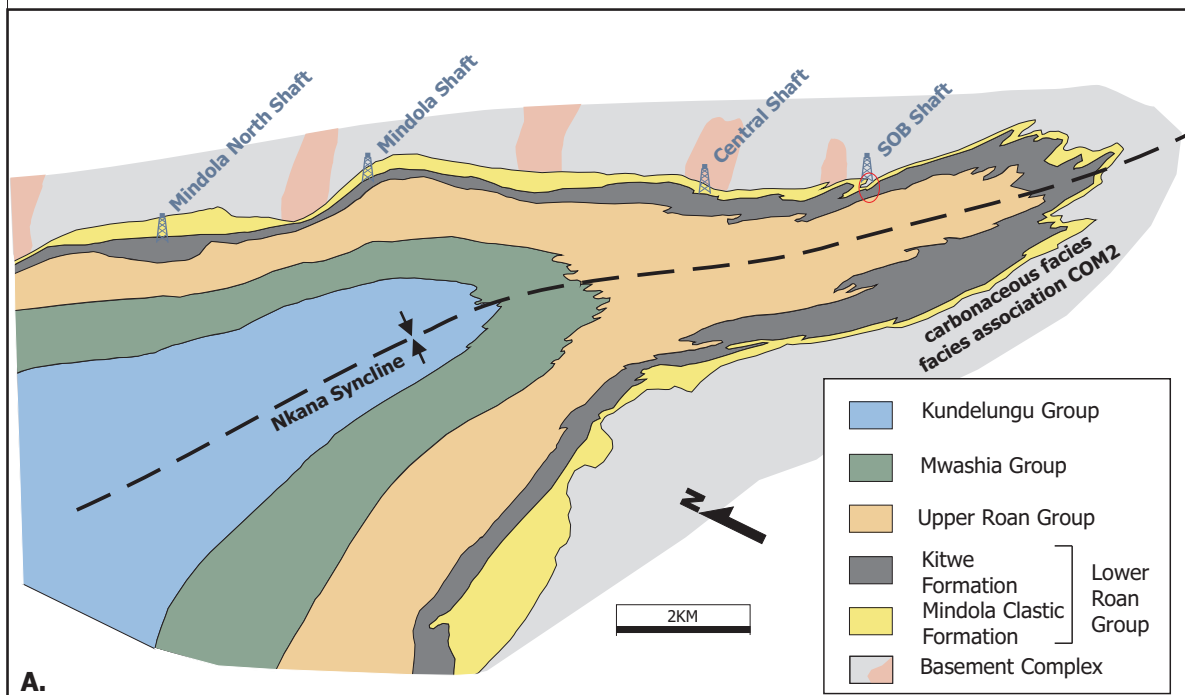 Mindola North Shaft
Mindola Shaft
Central Shaft
SOB Shaft
Nkana Syncline
carbonaceous facies
facies association COM2
N
2KM
Kundelungu Group
Mwashia Group
Upper Roan Group
Kitwe
Formation
Mindola Clastic
Formation
Lower
Roan
Group
Basement Complex
A.